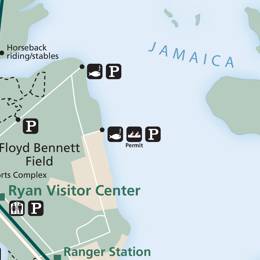 Horseback
riding/stables
JAMAICA
P
P
P
Permit
Floyd Bennett
Field
rts Complex
Ryan Visitor Center
P
Ranger Station